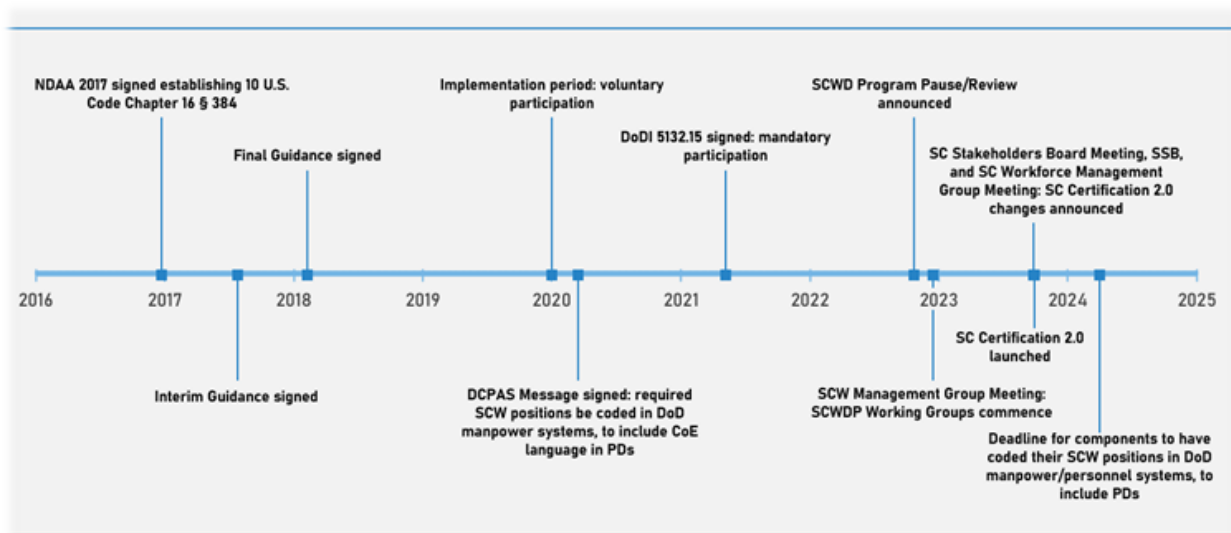 NDAA 2017 signed establishing 10 U.S.
Code Chapter 16 § 384
Final Guidance signed
Implementation period: voluntary
participation
DoDI 5132.15 signed: mandatory
participation
SCWD Program Pause/Review
announced
SC Stakeholders Board Meeting, SSB,
and SC Workforce Management
Group Meeting: SC Certification 2.0
changes announced
2016
2017
2018
2019
2020
2021
2022
2023
2024
2025
Interim Guidance signed
DCPAS Message signed: required
SCW positions be coded in DoD
manpower systems, to include CoE
language in PDs
SCW Management Group Meeting:
SCWDP Working Groups commence
SC Certification 2.0
launched
Deadline for components to have
coded their SCW positions in DoD
manpower/personnel systems, to
include PDs